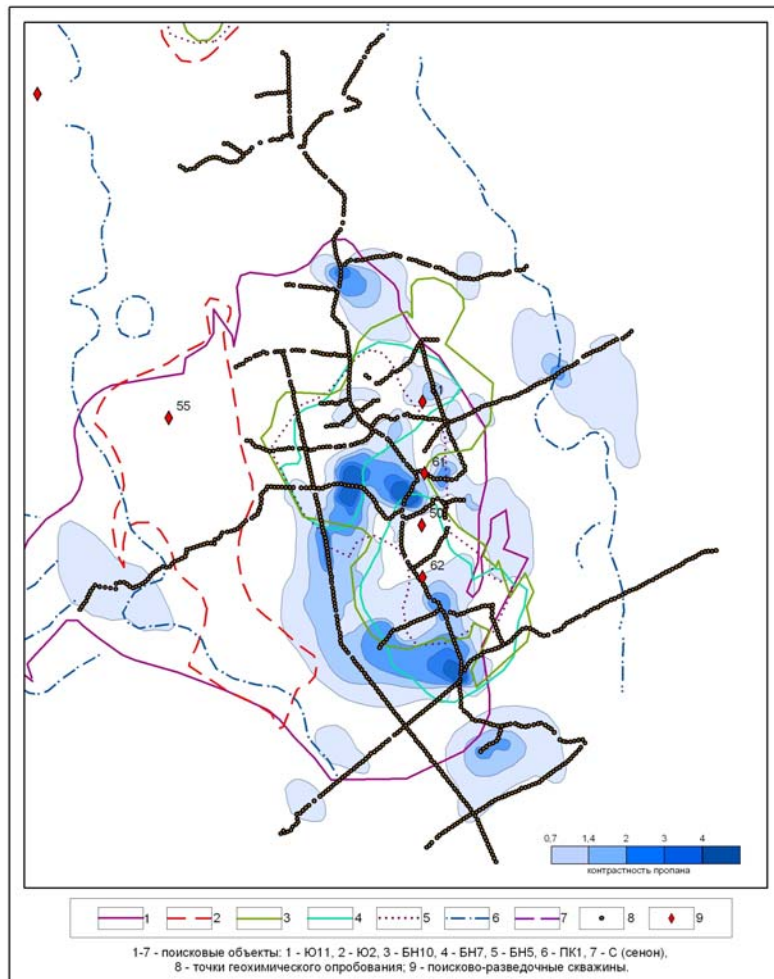 55
51
61
50
62
0,7 1,4 2 3 4
контрастность пропана
1 2 3 4 5 6 7 8 9
1-7 - поисковые объекты: 1 - Ю11, 2 - Ю2, 3 - БН10, 4 - БН7, 5 - БН5, 6 - ПК1, 7 - С (сенон),
8 - точки геохимического опробования; 9 - поисково-разведочные скважины.